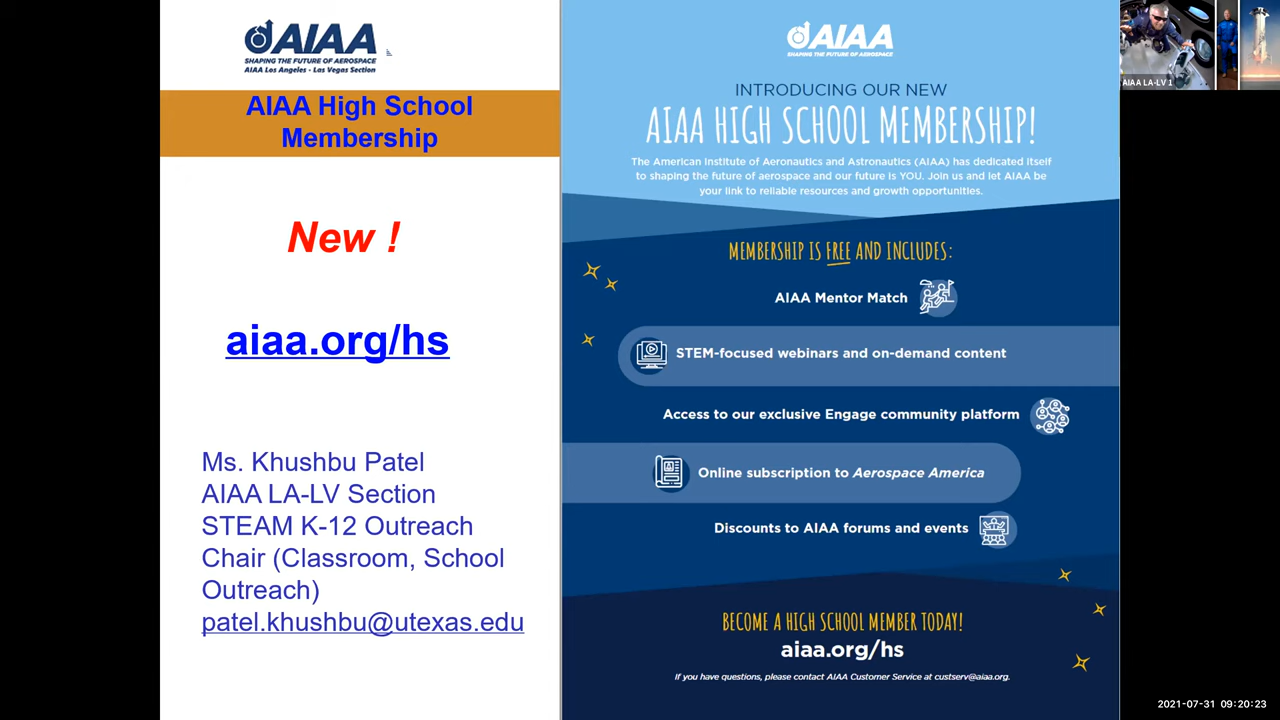 AIAA
SHAPING THE FUTURE OF AEROSPACE
AIAA Los Angeles - Las Vegas Section
AIAA High School
Membership
New !
aiaa.org/hs
Ms. Khushbu Patel
AIAA LA-LV Section
STEAM K-12 Outreach
Chair (Classroom, School
Outreach)
patel.khushbu@utexas.edu
AIAA
SHAPING THE FUTURE OF AEROSPACE
INTRODUCING OUR NEW
AIAA HIGH SCHOOL MEMBERSHIP!
The American Institute of Aeronautics and Astronautics (AIAA) has dedicated itself
to shaping the future of aerospace and our future is YOU. Join us and let AIAA be
your link to reliable resources and growth opportunities.
MEMBERSHIP IS FREE AND INCLUDES:
AIAA Mentor Match
STEM-focused webinars and on-demand content
Access to our exclusive Engage community platform
Online subscription to Aerospace America
Discounts to AIAA forums and events
BECOME A HIGH SCHOOL MEMBER TODAY!
aiaa.org/hs
If you have questions, please contact AIAA Customer Service at custserv@aiaa.org.
AIAA LA-LV 1
2021-07-31 09:20:23